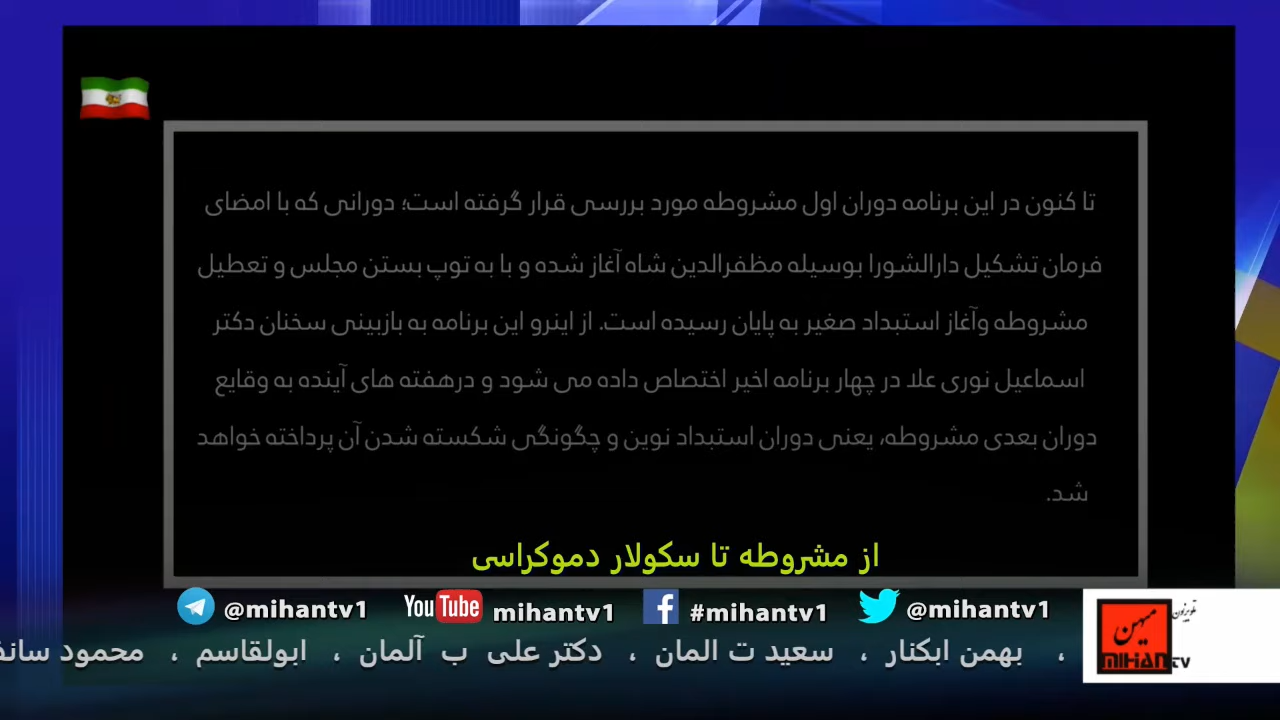 تا کنون در این برنامه دوران اول مشروطه مورد بررسی قرار گرفته است؛ دورانی که با امضای
فرمان تشکیل دارالشورا بوسیله مظفرالدین شاه آغاز شده و با به توپ بستن مجلس و تعطیل
مشروطه وآغاز استبداد صغیر به پایان رسیده است. از اینرو این برنامه به بازبینی سخنان دکتر
اسماعیل نوری علا در چهار برنامه اخیر اختصاص داده می شود و درهفته های آینده به وقایع
دوران بعدی مشروطه، یعنی دوران استبداد نوین و چگونگی شکسته شدن آن پرداخته خواهد
شد.
از مشروطه تا سکولار دموکراسی
@mihantv1 YouTube mihantv1 #mihantv1 @mihantv1
تلویزیون
میهن
MIHAN TV
، بهمن ابکنار ، سعید ت المان ، دکتر علی ب آلمان ، ابولقاسم ، محمود